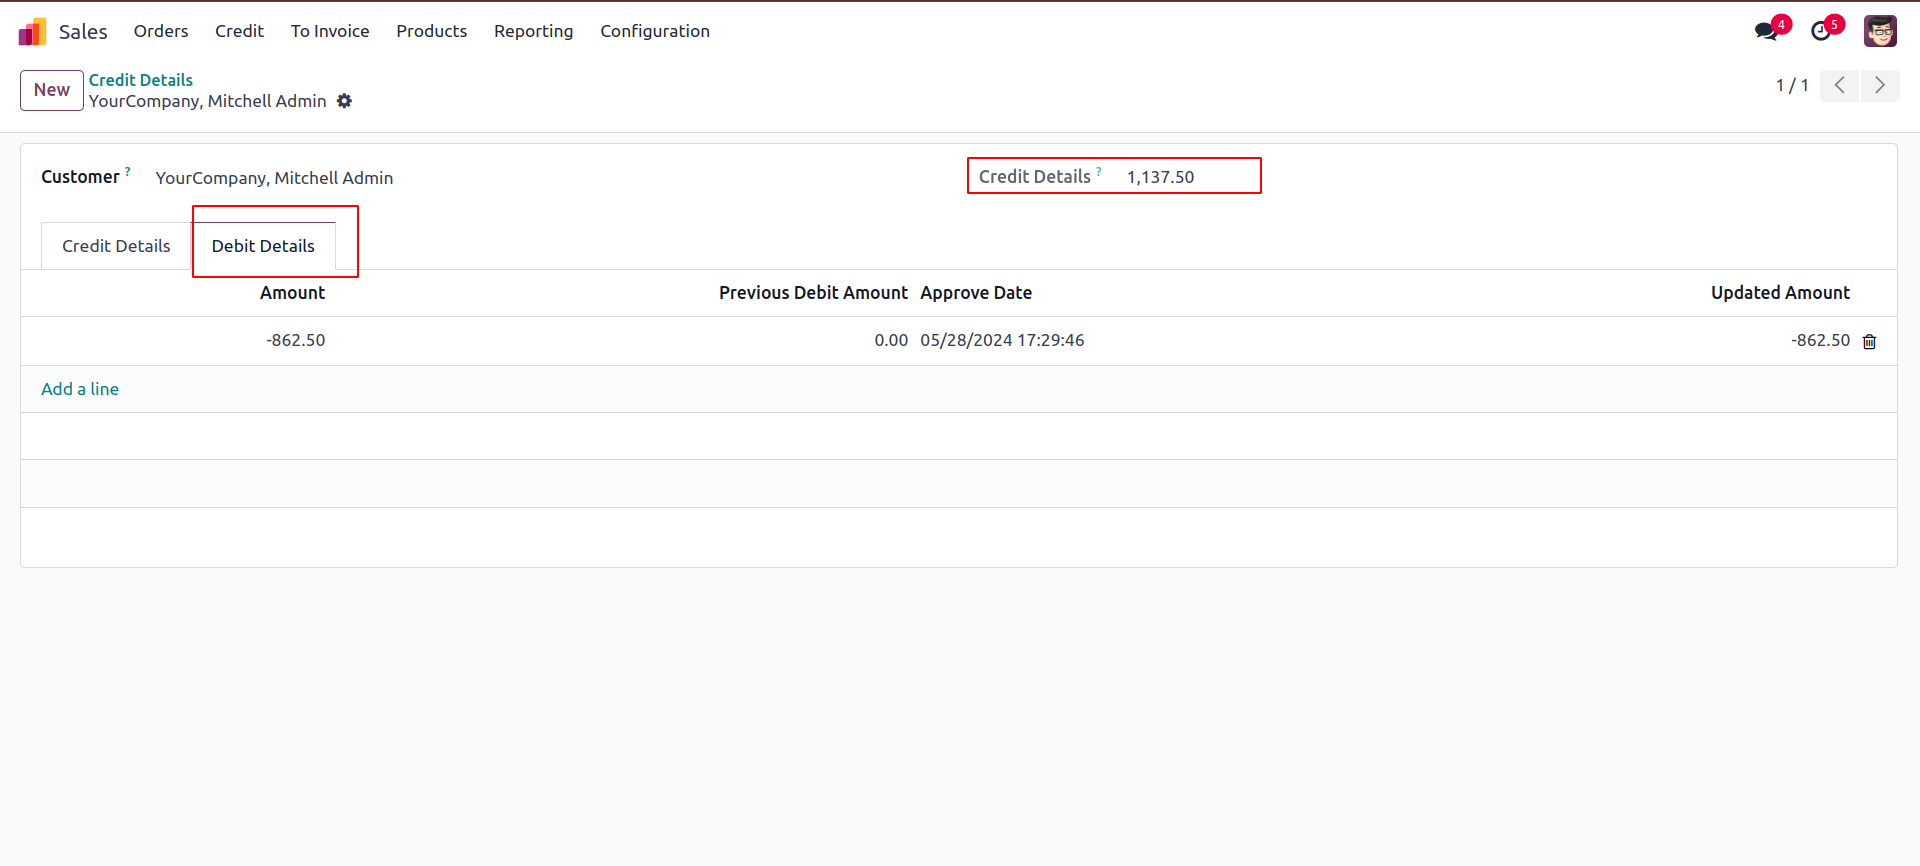 Sales Orders Credit To Invoice Products Reporting Configuration 4 5
New Credit Details
YourCompany, Mitchell Admin
1 / 1
Customer ? YourCompany, Mitchell Admin Credit Details ? 1,137.50
Credit Details Debit Details
Amount Previous Debit Amount Approve Date Updated Amount
-862.50 0.00 05/28/2024 17:29:46 -862.50
Add a line